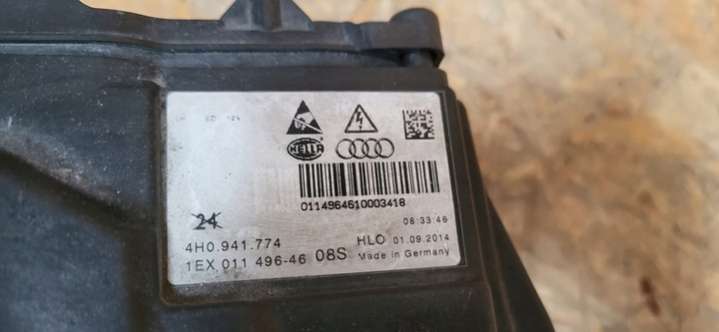 HELLA
0114964610003418
08:33:46
24
4H0.941.774
HLO 01.09.2014
1EX 011 496-46 08S Made in Germany